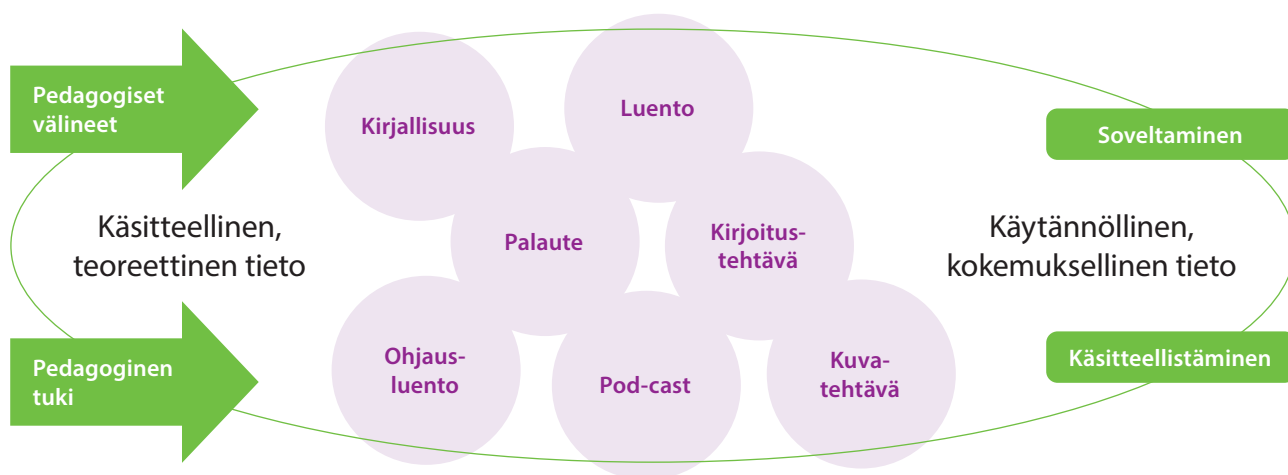 Pedagogiset
välineet
Kirjallisuus
Luento
Soveltaminen
Käsitteellinen,
teoreettinen tieto
Palaute
Kirjoitus-
tehtävä
Käytännöllinen,
kokemuksellinen tieto
Pedagoginen
tuki
Ohjaus-
luento
Pod-cast
Kuva-
tehtävä
Käsitteellistäminen